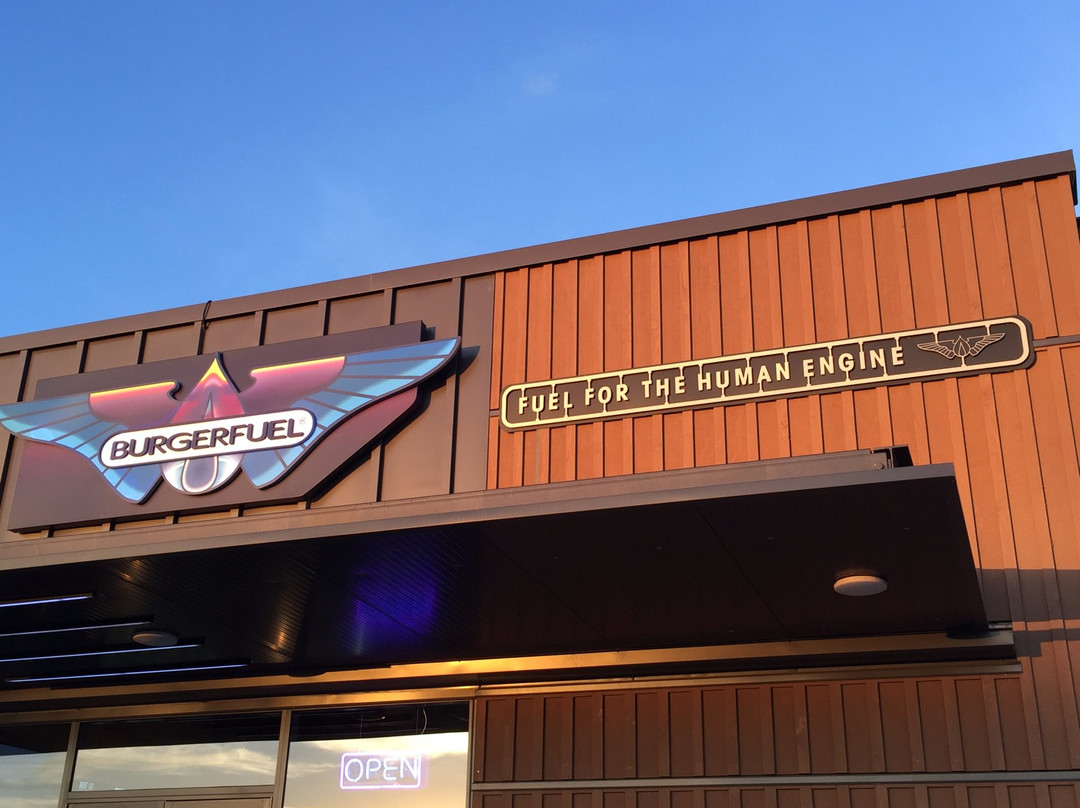 BURGERFUEL®
FUEL FOR THE HUMAN ENGINE
OPEN